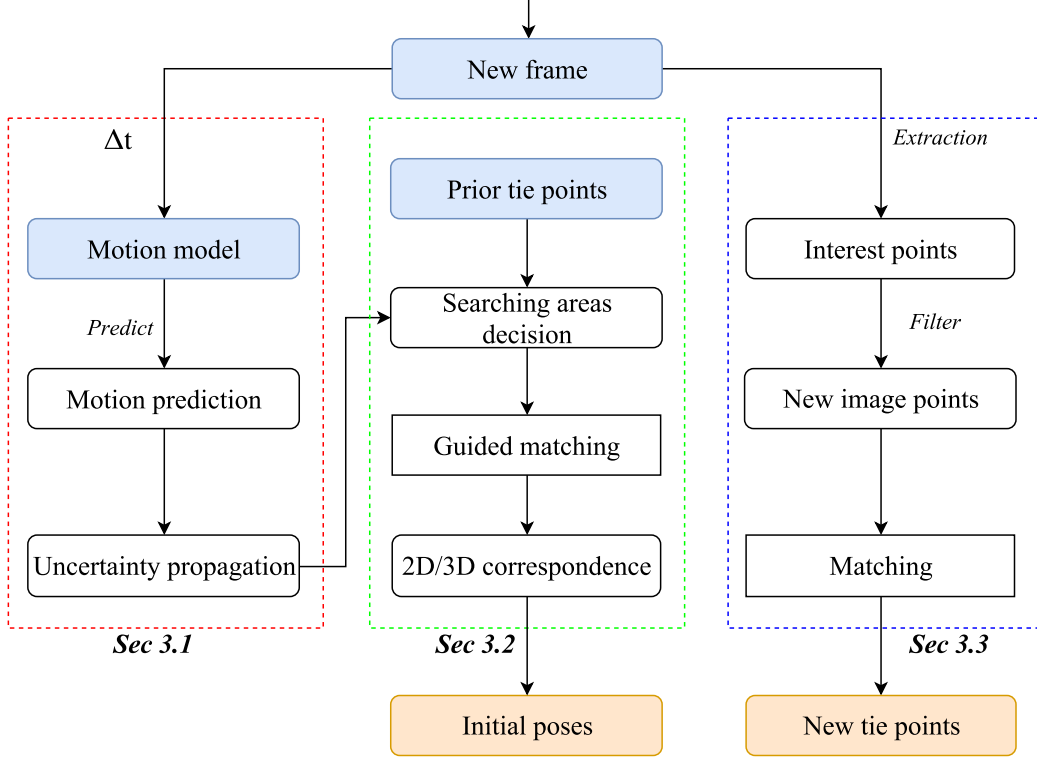 New frame
Δt
Motion model
Predict
Motion prediction
Uncertainty propagation
Sec 3.1
Prior tie points
Searching areas
decision
Guided matching
2D/3D correspondence
Sec 3.2
Initial poses
Extraction
Interest points
Filter
New image points
Matching
Sec 3.3
New tie points